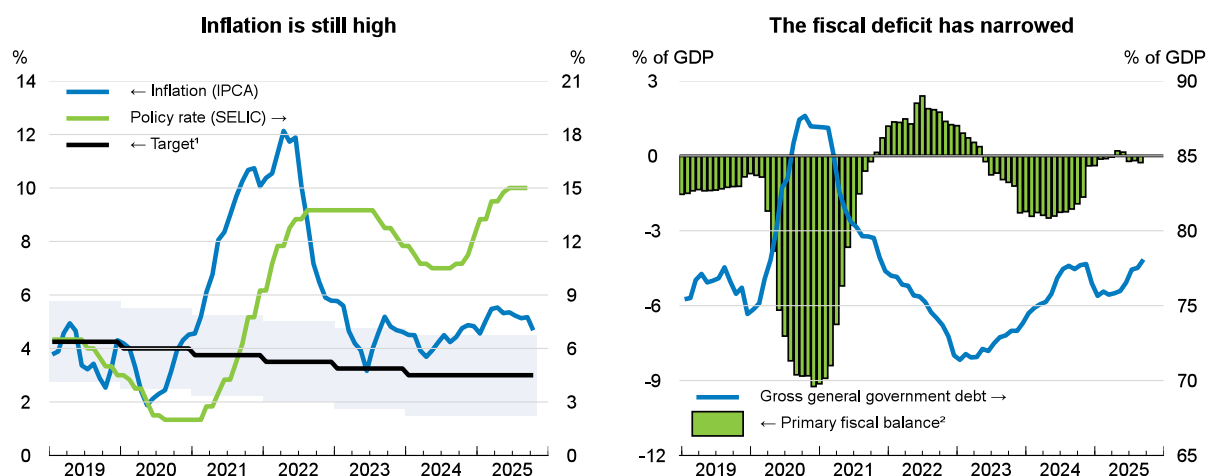 Inflation is still high
%
%
14
12
10
8
6
4
2
0
21
18
15
12
9
6
3
0
← Inflation (IPCA)
Policy rate (SELIC) →
← Target¹
2019 2020 2021 2022 2023 2024 2025
The fiscal deficit has narrowed
% of GDP
% of GDP
3
0
-3
-6
-9
-12
90
85
80
75
70
65
Gross general government debt →
← Primary fiscal balance²
2019 2020 2021 2022 2023 2024 2025